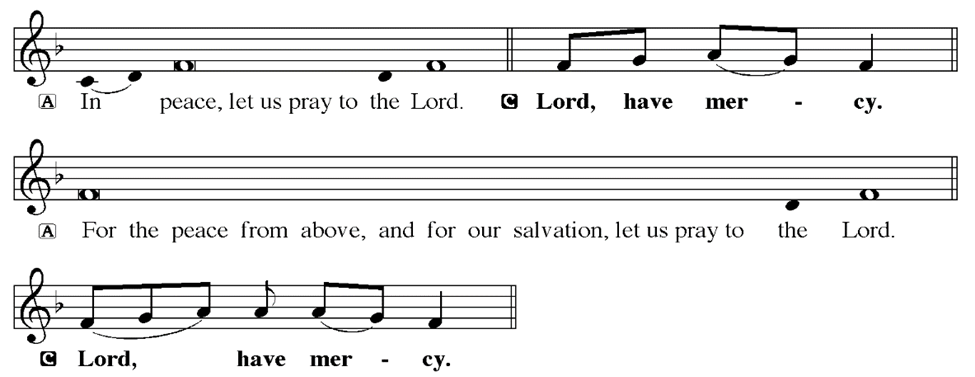 A In peace, let us pray to the Lord. C Lord, have mer - cy.
A For the peace from above, and for our salvation, let us pray to the Lord.
C Lord, have mer - cy.